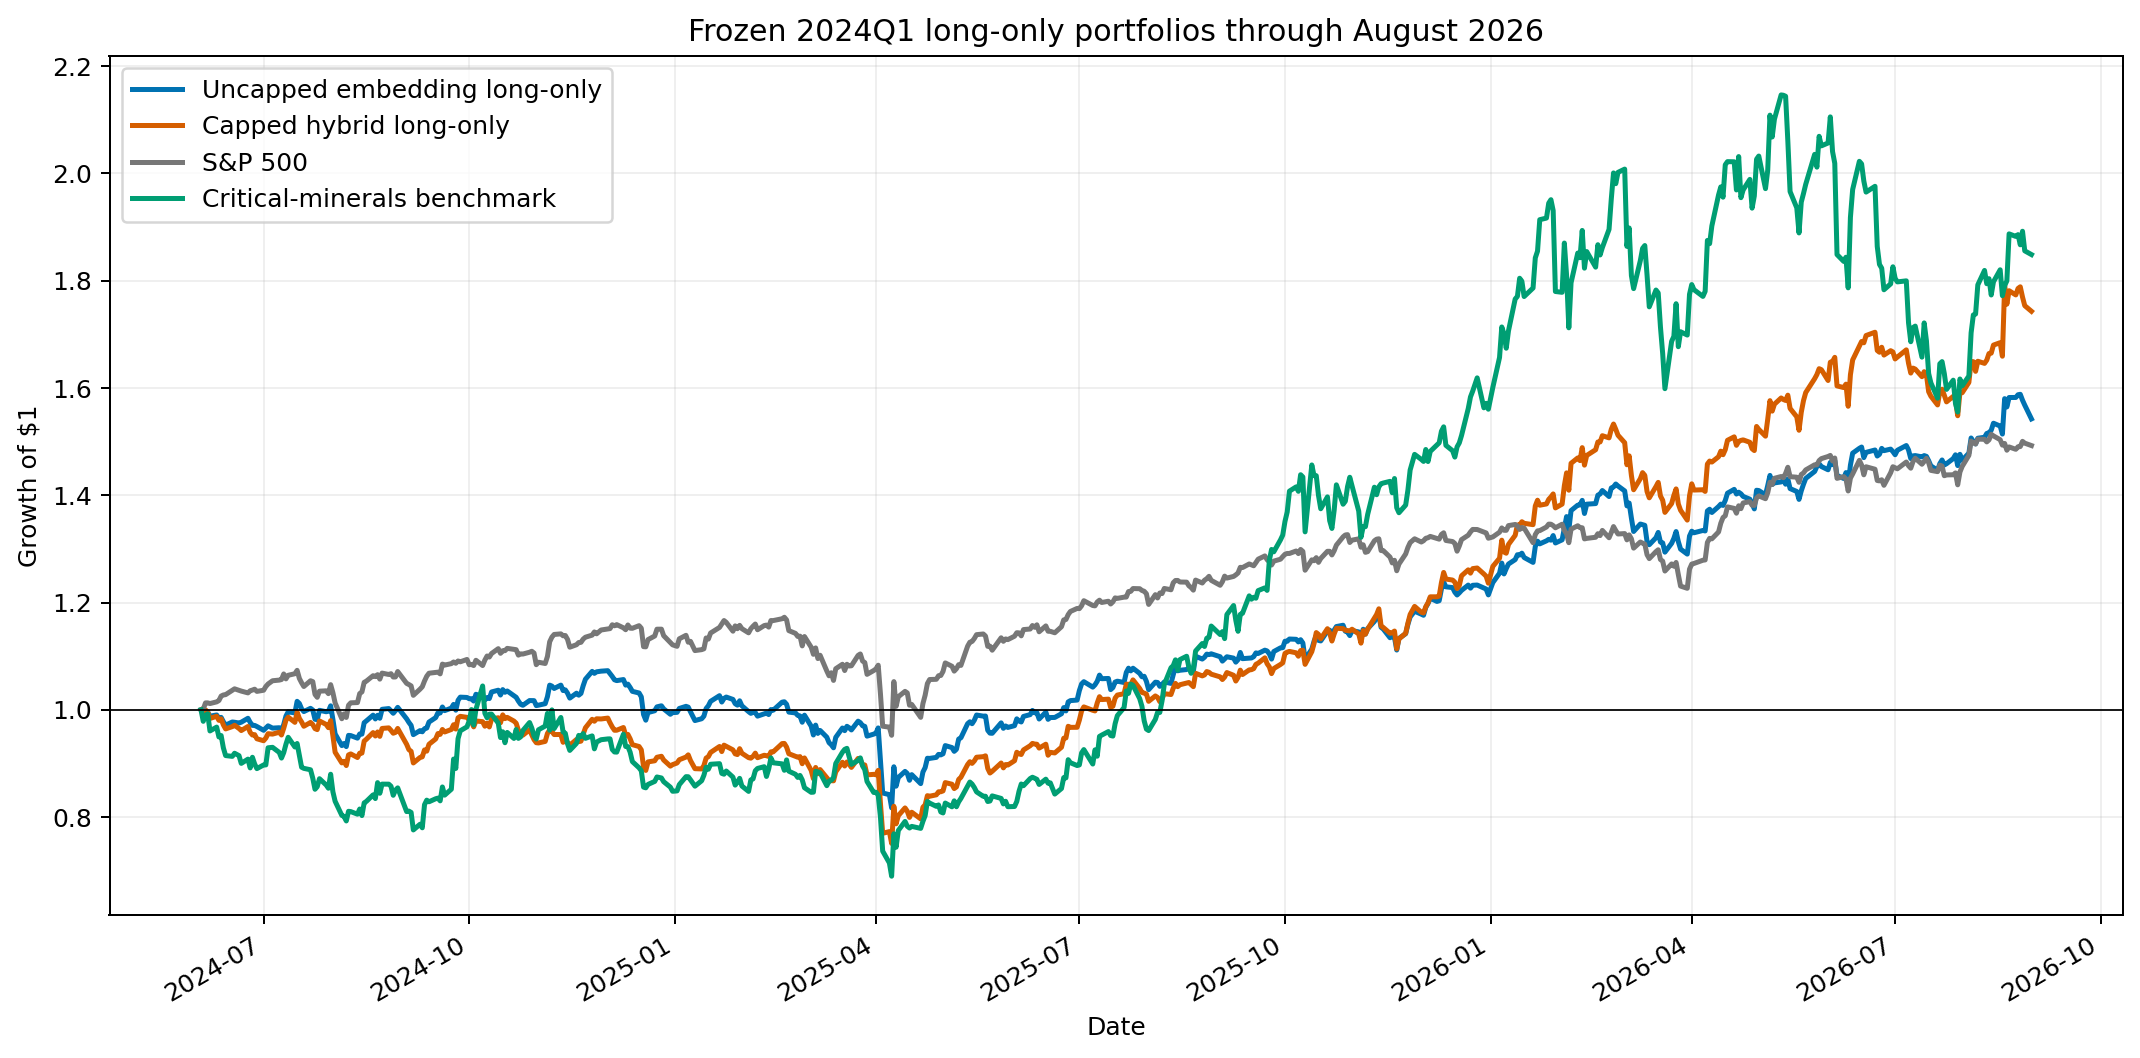 Frozen 2024Q1 long-only portfolios through August 2026
Uncapped embedding long-only
Capped hybrid long-only
S&P 500
Critical-minerals benchmark
Growth of $1
2.2
2.0
1.8
1.6
1.4
1.2
1.0
0.8
2024-07
2024-10
2025-01
2025-04
2025-07
2025-10
2026-01
2026-04
2026-07
2026-10
Date